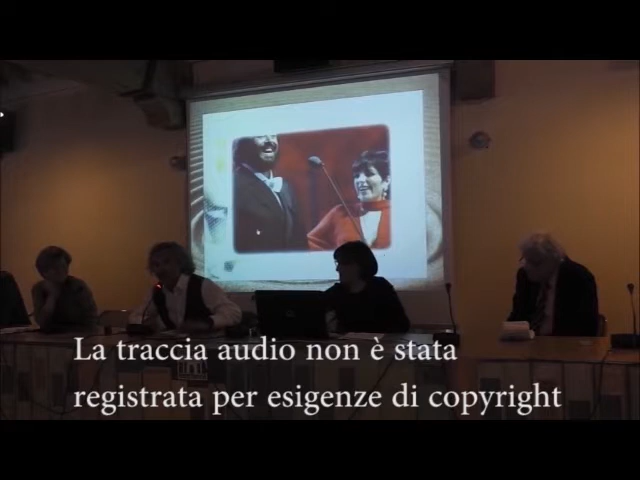 La traccia audio non è stata
registrata per esigenze di copyright